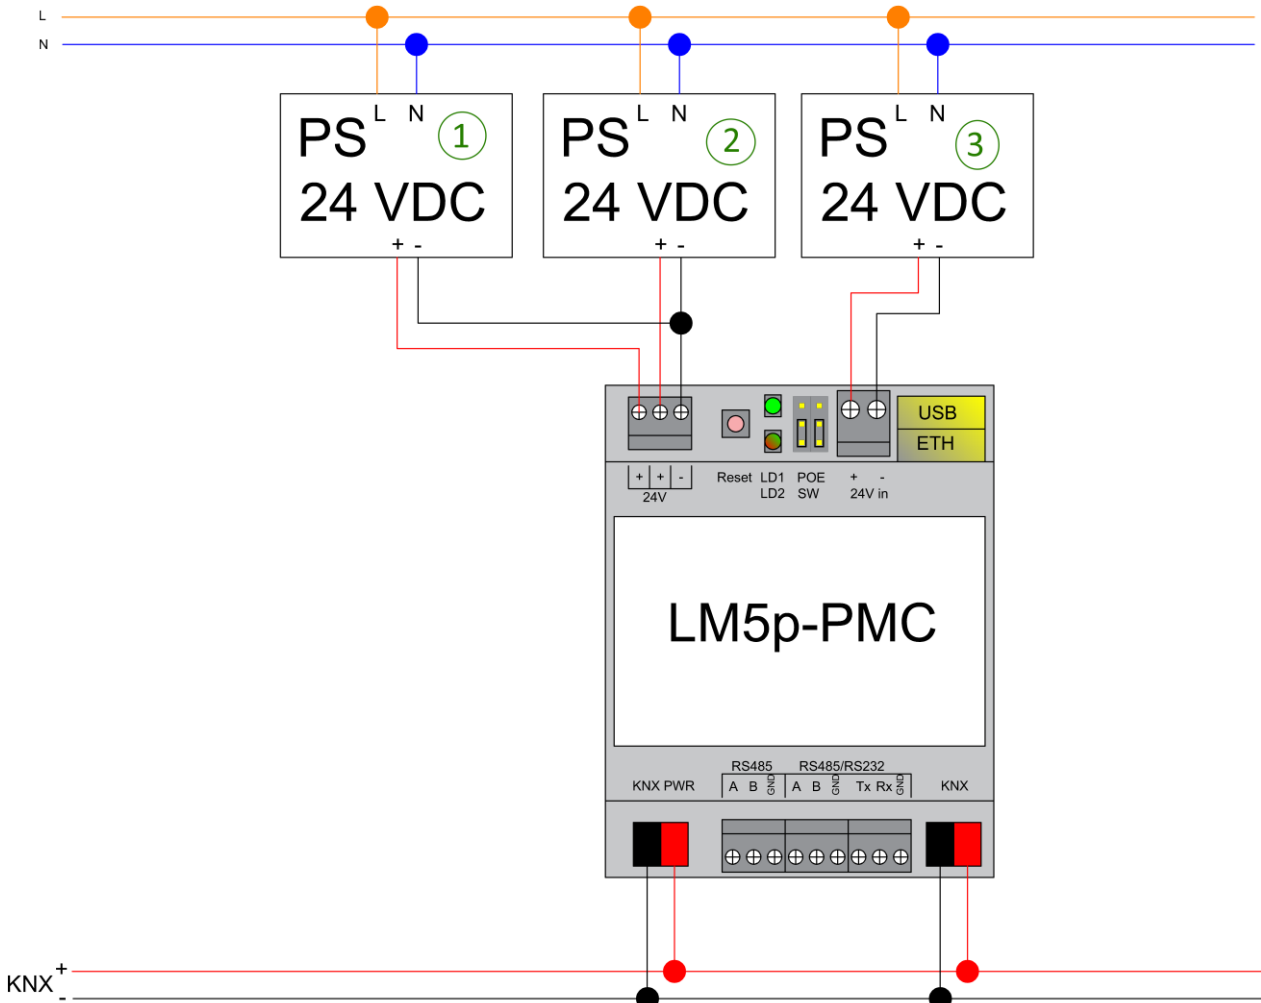 L
N
L N
PS 1
24 VDC
+ -
L N
PS 2
24 VDC
+ -
L N
PS 3
24 VDC
+ -
USB
ETH
+ + -
24V
Reset LD1 POE + -
LD2 SW 24V in
LM5p-PMC
RS485 RS485/RS232
KNX PWR A B GND A B GND Tx Rx GND KNX
KNX +
-